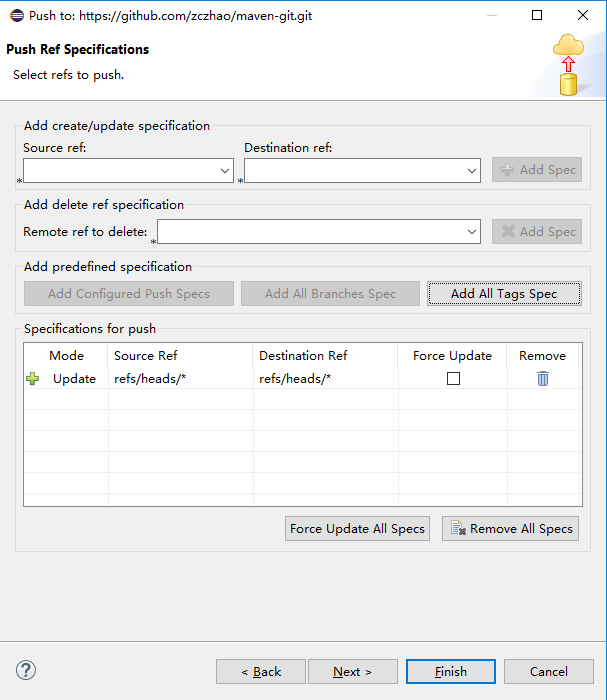 Push to: https://github.com/zczhao/maven-git.git
Push Ref Specifications
Select refs to push.
Add create/update specification
Source ref: Destination ref:
* * Add Spec
Add delete ref specification
Remote ref to delete: * Add Spec
Add predefined specification
Add Configured Push Specs Add All Branches Spec Add All Tags Spec
Specifications for push
Mode Source Ref Destination Ref Force Update Remove
Update refs/heads/* refs/heads/*
Force Update All Specs Remove All Specs
? < Back Next > Finish Cancel